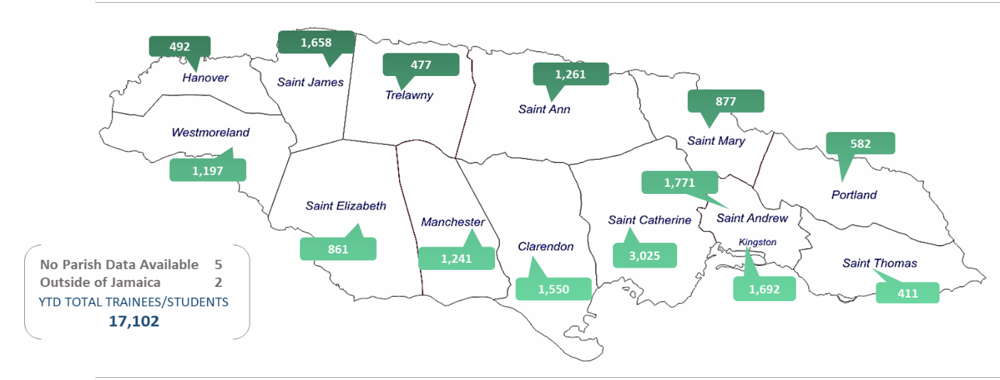 492
Hanover
1,658
Saint James
477
Trelawny
1,261
Saint Ann
877
Saint Mary
582
Portland
Westmoreland
1,197
Saint Elizabeth
861
Manchester
1,241
Clarendon
1,550
Saint Catherine
3,025
1,771
Saint Andrew
Kingston
1,692
Saint Thomas
411
No Parish Data Available 5
Outside of Jamaica 2
YTD TOTAL TRAINEES/STUDENTS
17,102